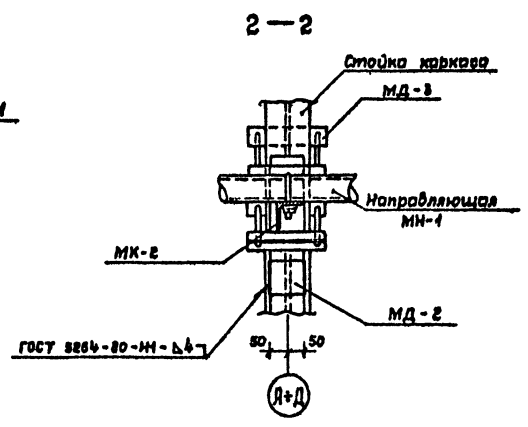 2 — 2
Стойка каркаса
МД-3
Направляющая
МН-1
МК-2
МД-2
ГОСТ 5264-80-Н1-⊿4
50 50
А÷Д